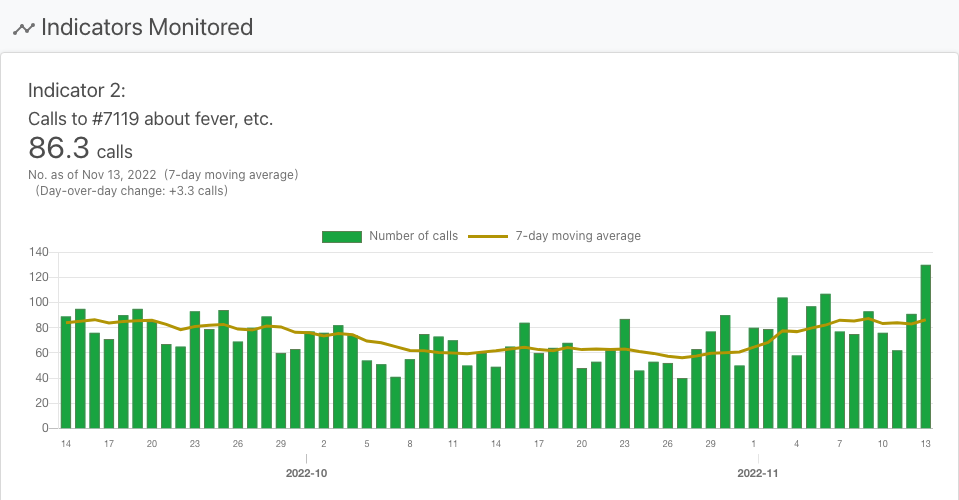 Indicators Monitored
Indicator 2:
Calls to #7119 about fever, etc.
86.3 calls
No. as of Nov 13, 2022 (7-day moving average)
(Day-over-day change: +3.3 calls)
Number of calls 7-day moving average
140
120
100
80
60
40
20
0
14 17 20 23 26 29 2 5 8 11 14 17 20 23 26 29 1 4 7 10 13
2022-10 2022-11